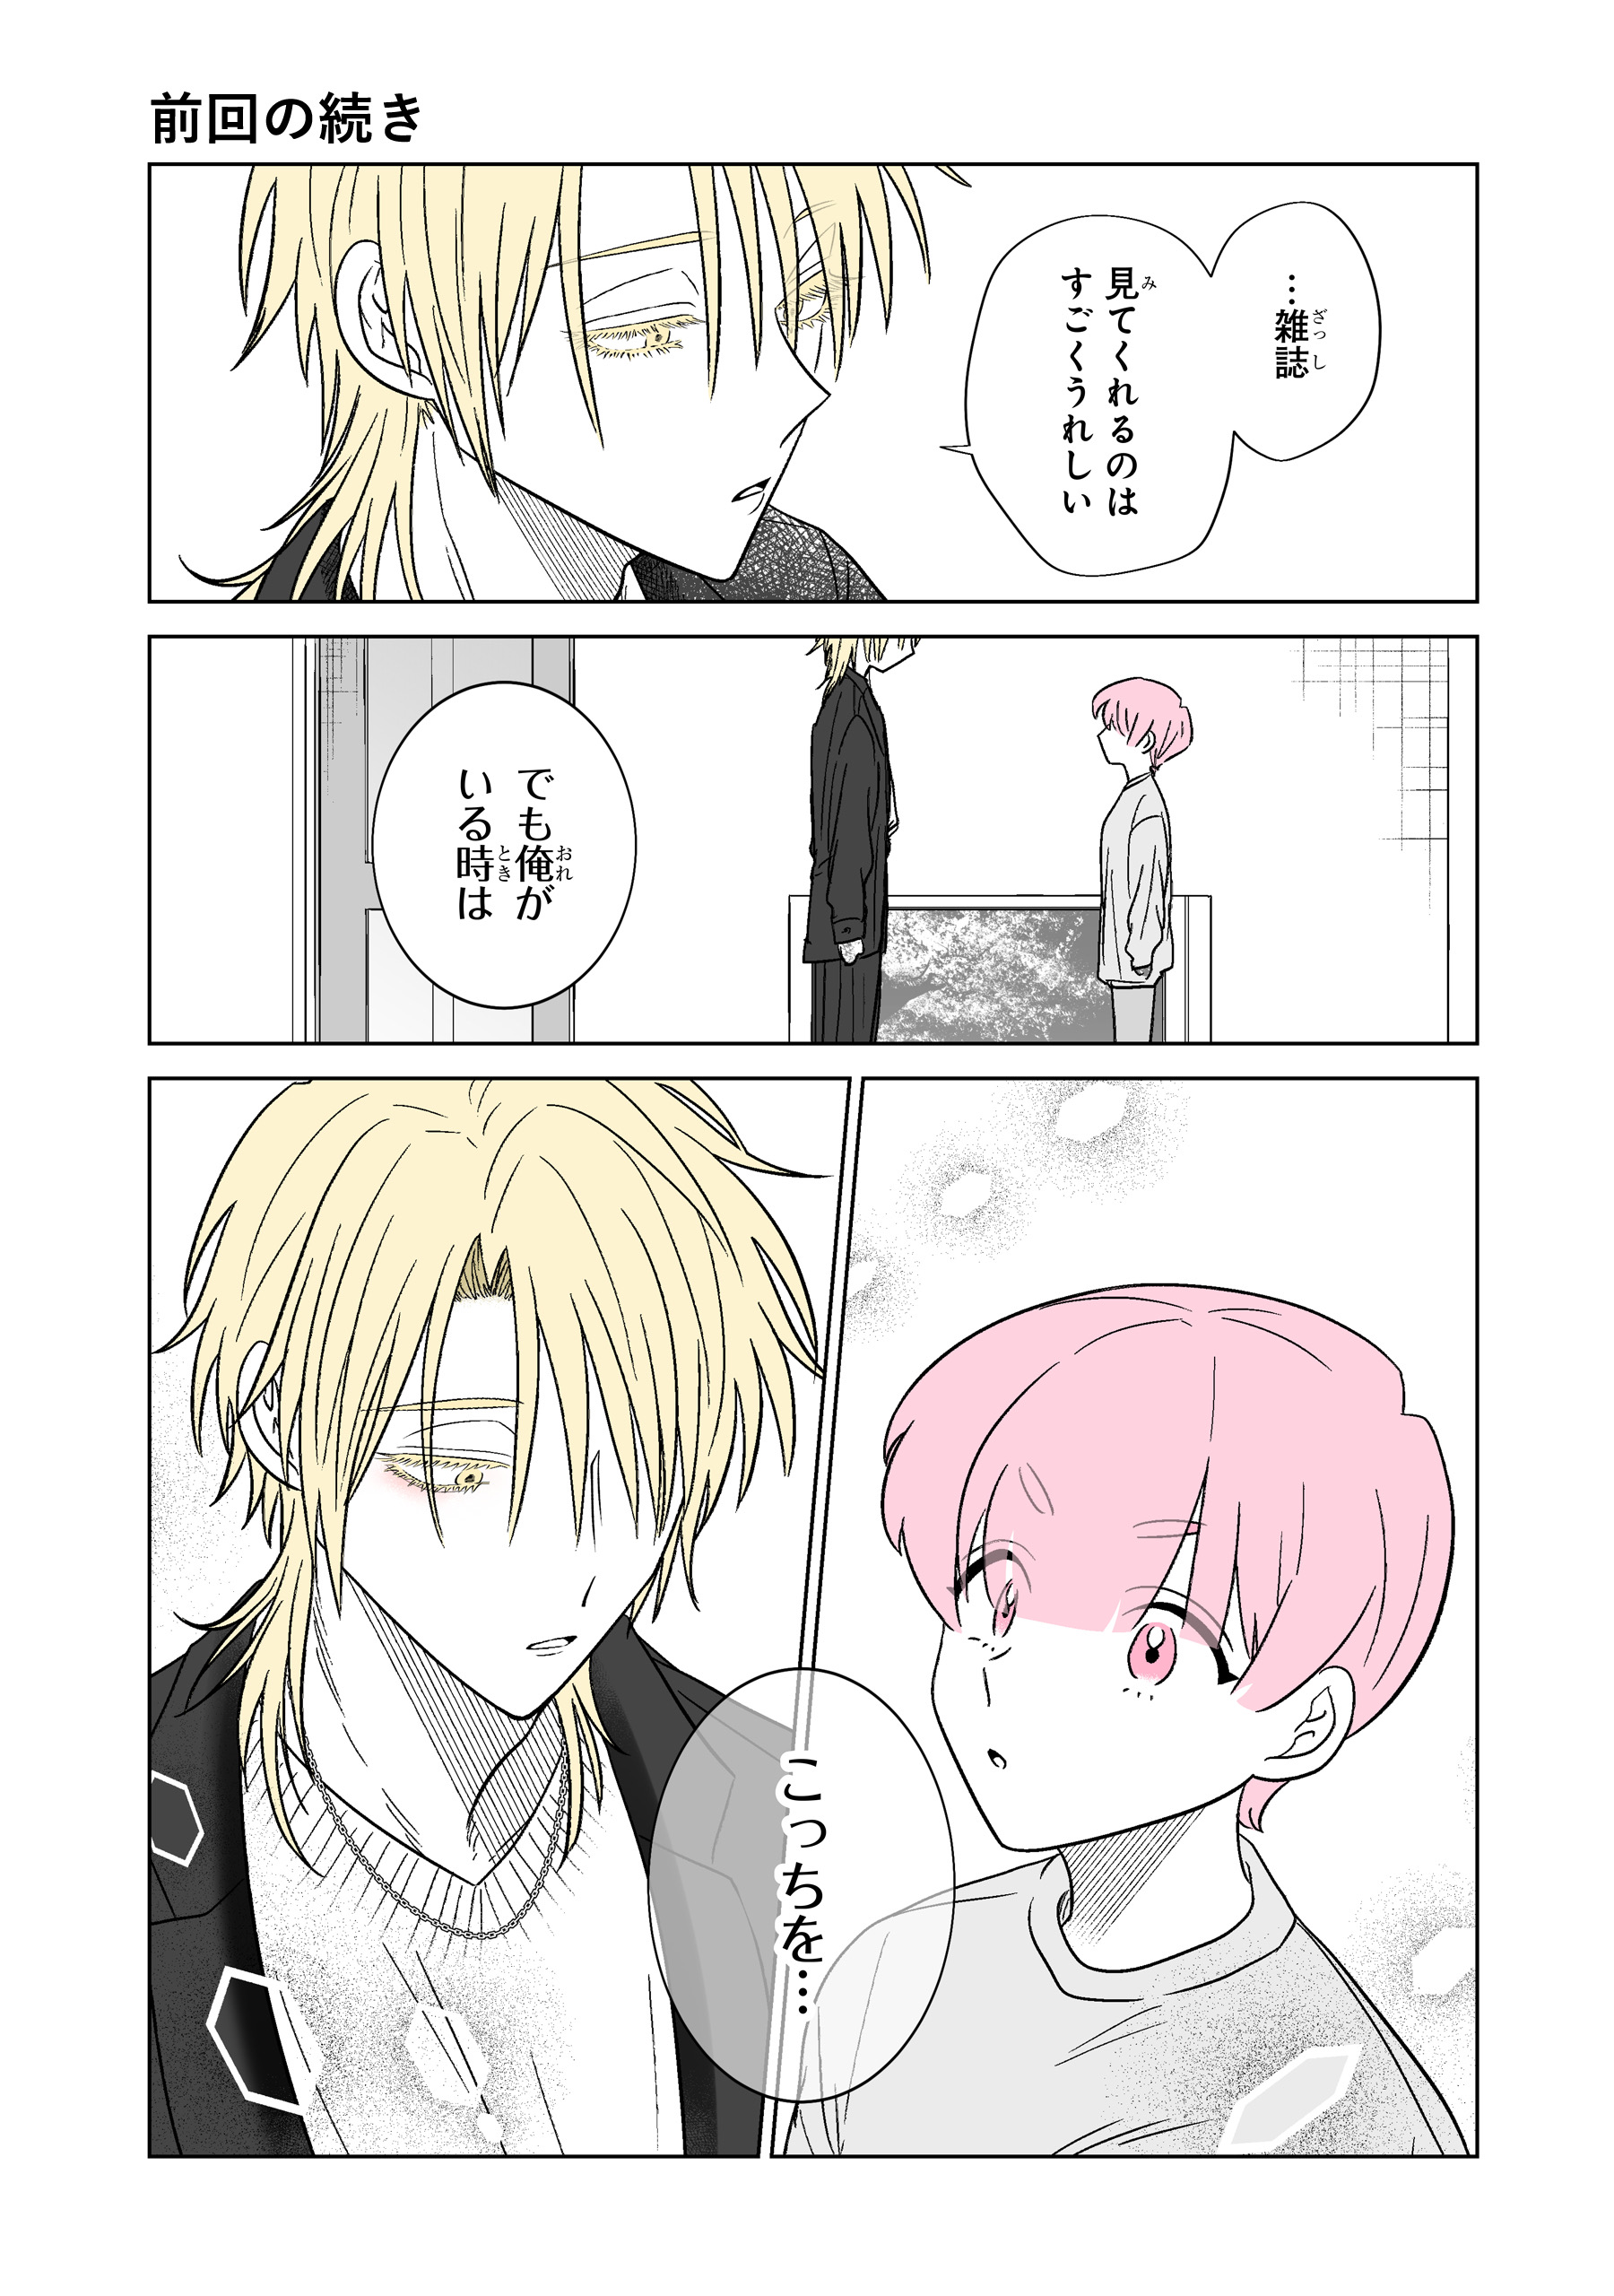 前回の続き
…雑誌
見てくれるのは
すごくうれしい
でも俺が
いる時は
こっちを…